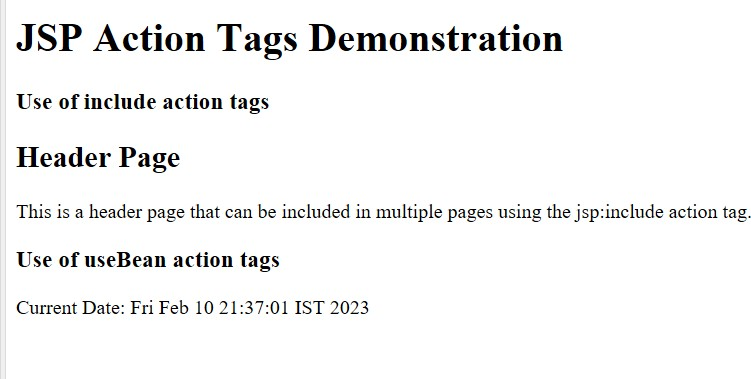 JSP Action Tags Demonstration
Use of include action tags
Header Page
This is a header page that can be included in multiple pages using the jsp:include action tag.
Use of useBean action tags
Current Date: Fri Feb 10 21:37:01 IST 2023